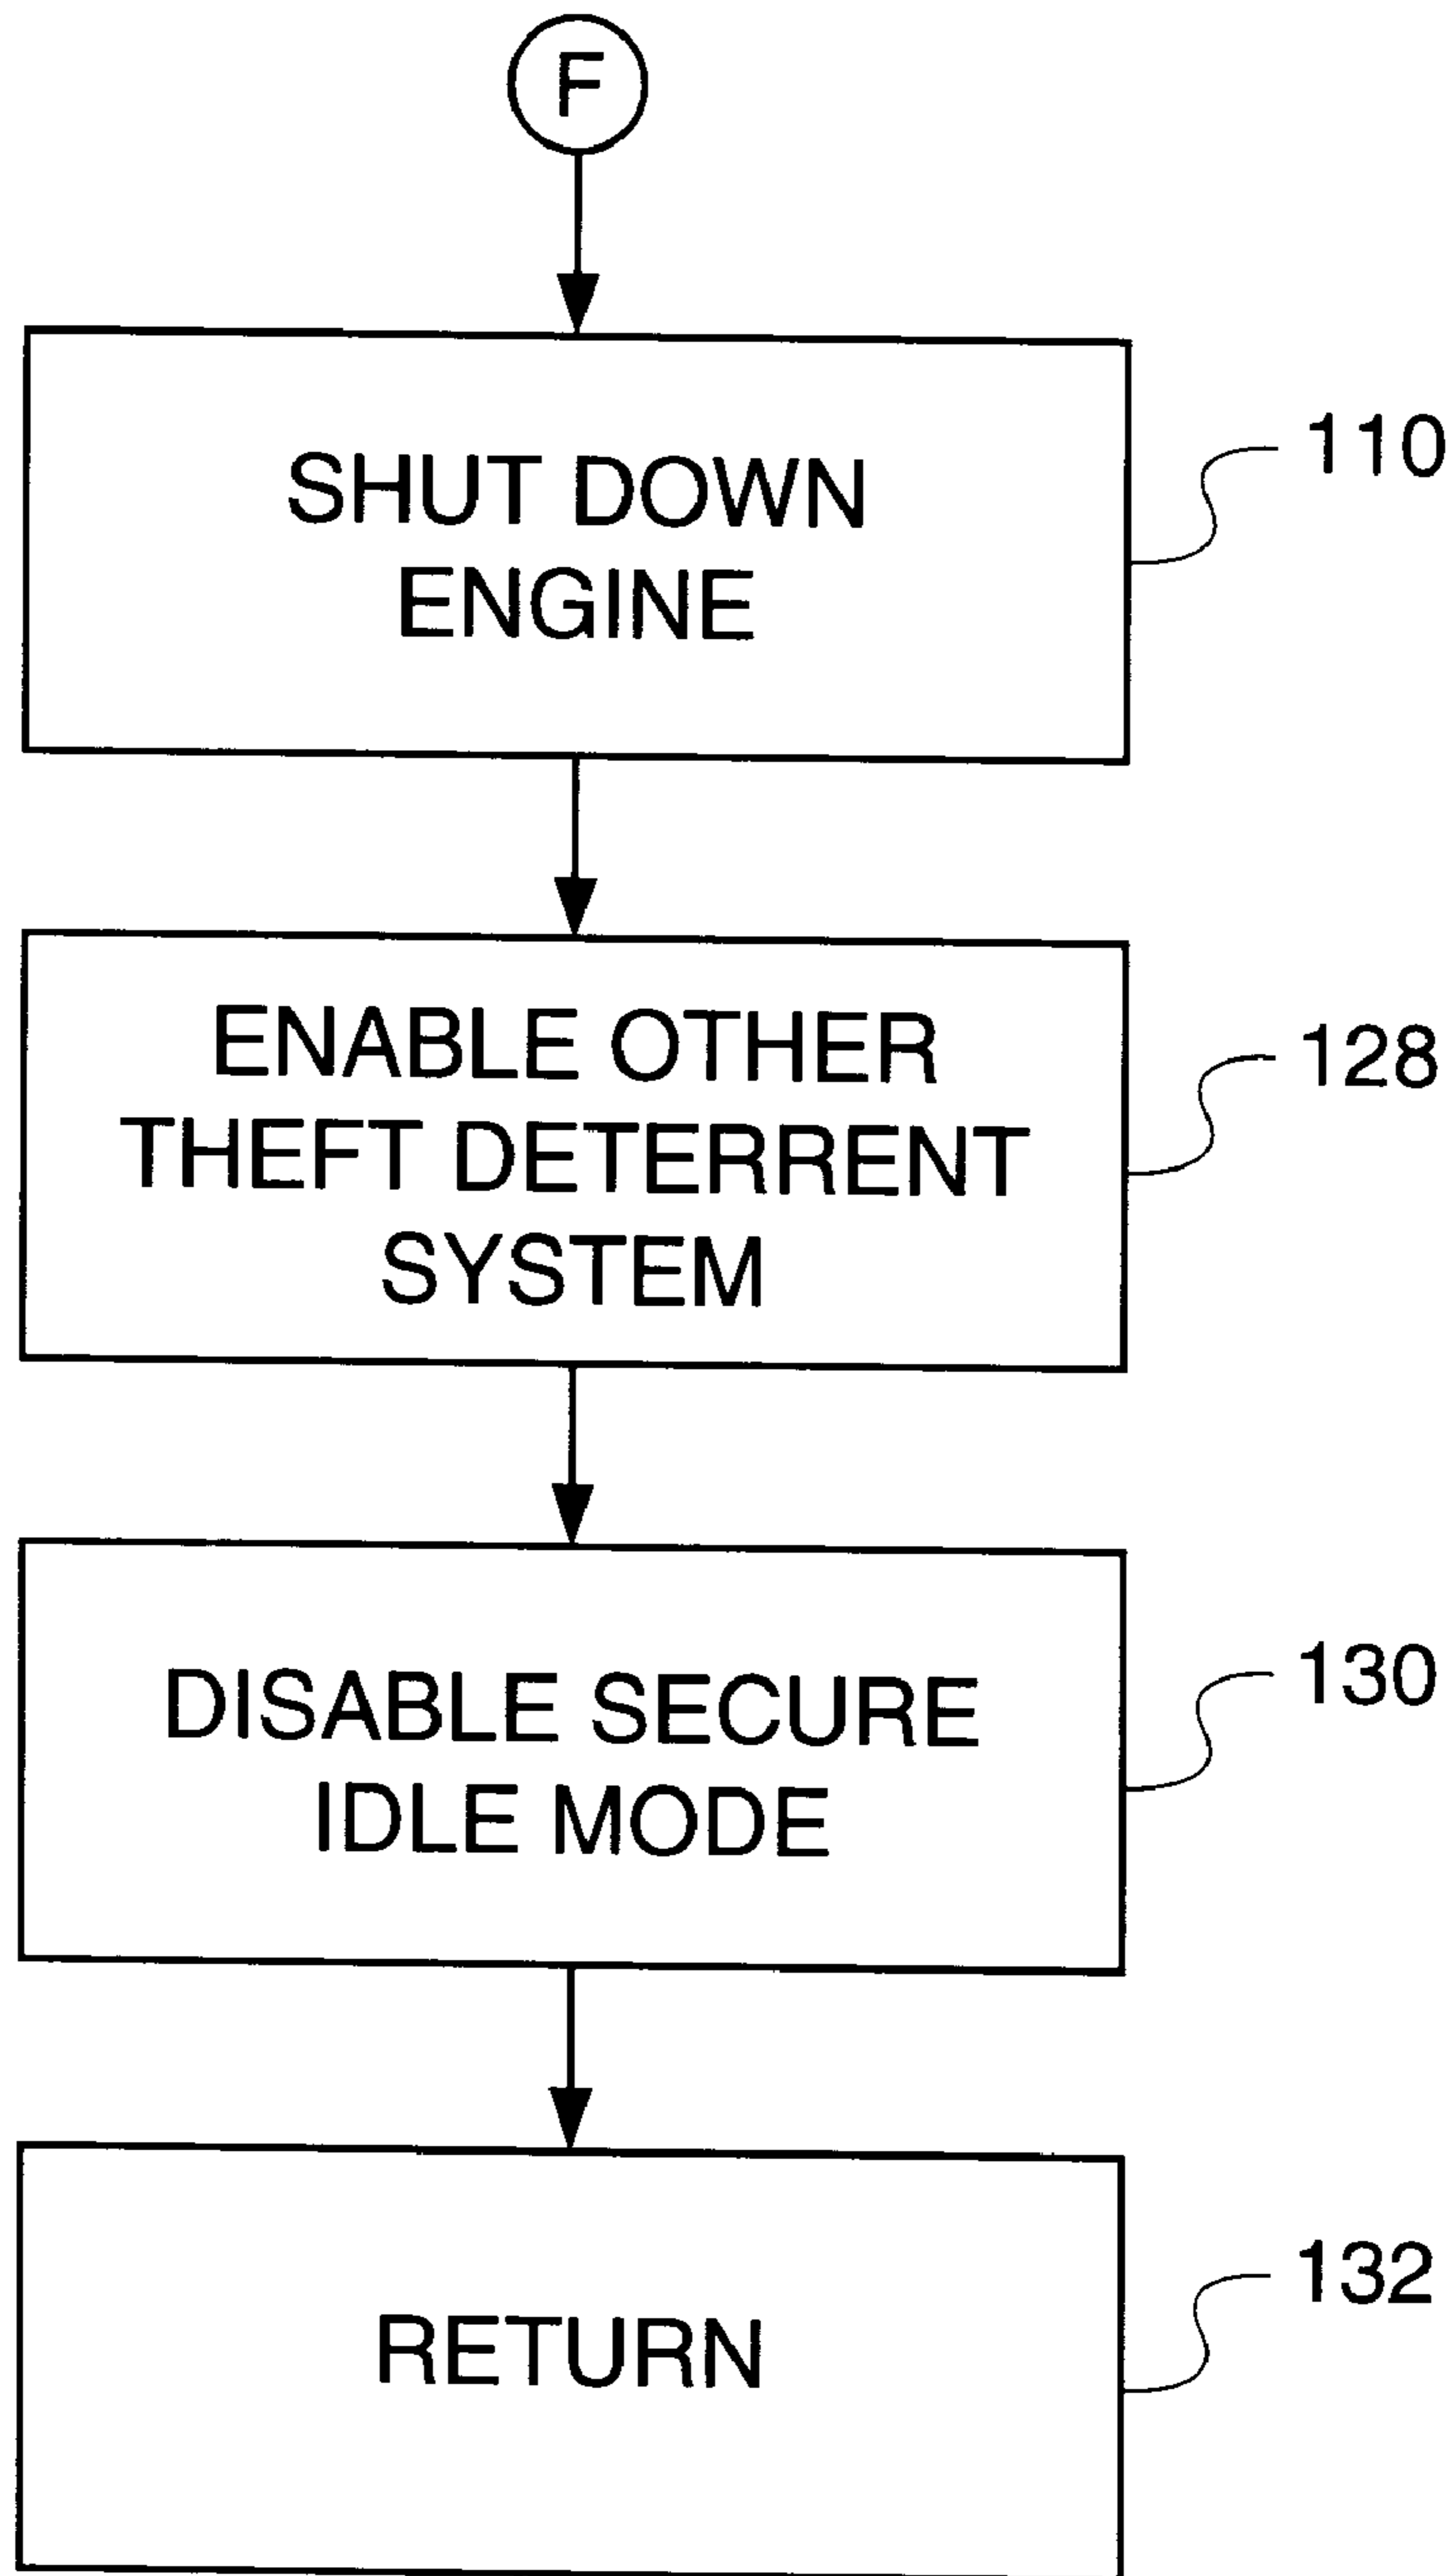 F
SHUT DOWN
ENGINE
110
ENABLE OTHER
THEFT DETERRENT
SYSTEM
128
DISABLE SECURE
IDLE MODE
130
RETURN
132